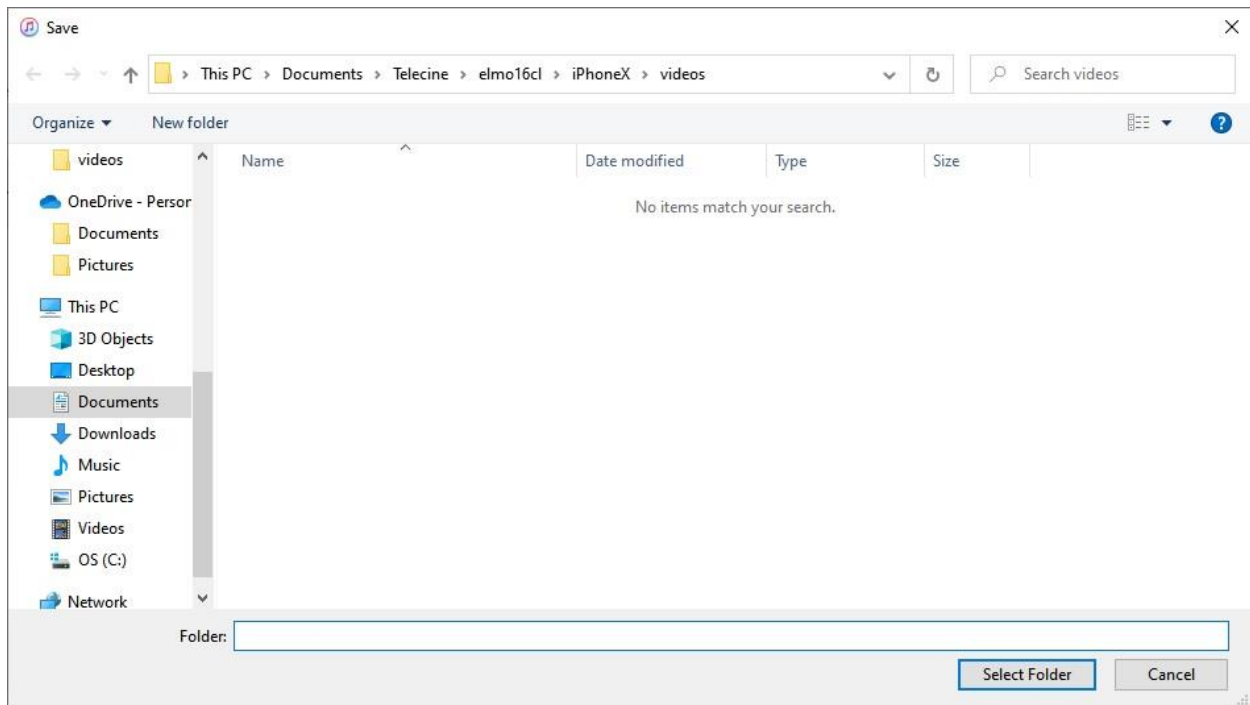 Save
This PC > Documents > Telecine > elmo16cl > iPhoneX > videos
Search videos
Organize
New folder
?
videos
OneDrive - Person
Documents
Pictures
This PC
3D Objects
Desktop
Documents
Downloads
Music
Pictures
Videos
OS (C:)
Network
Name
Date modified
Type
Size
No items match your search.
Folder:
Select Folder
Cancel